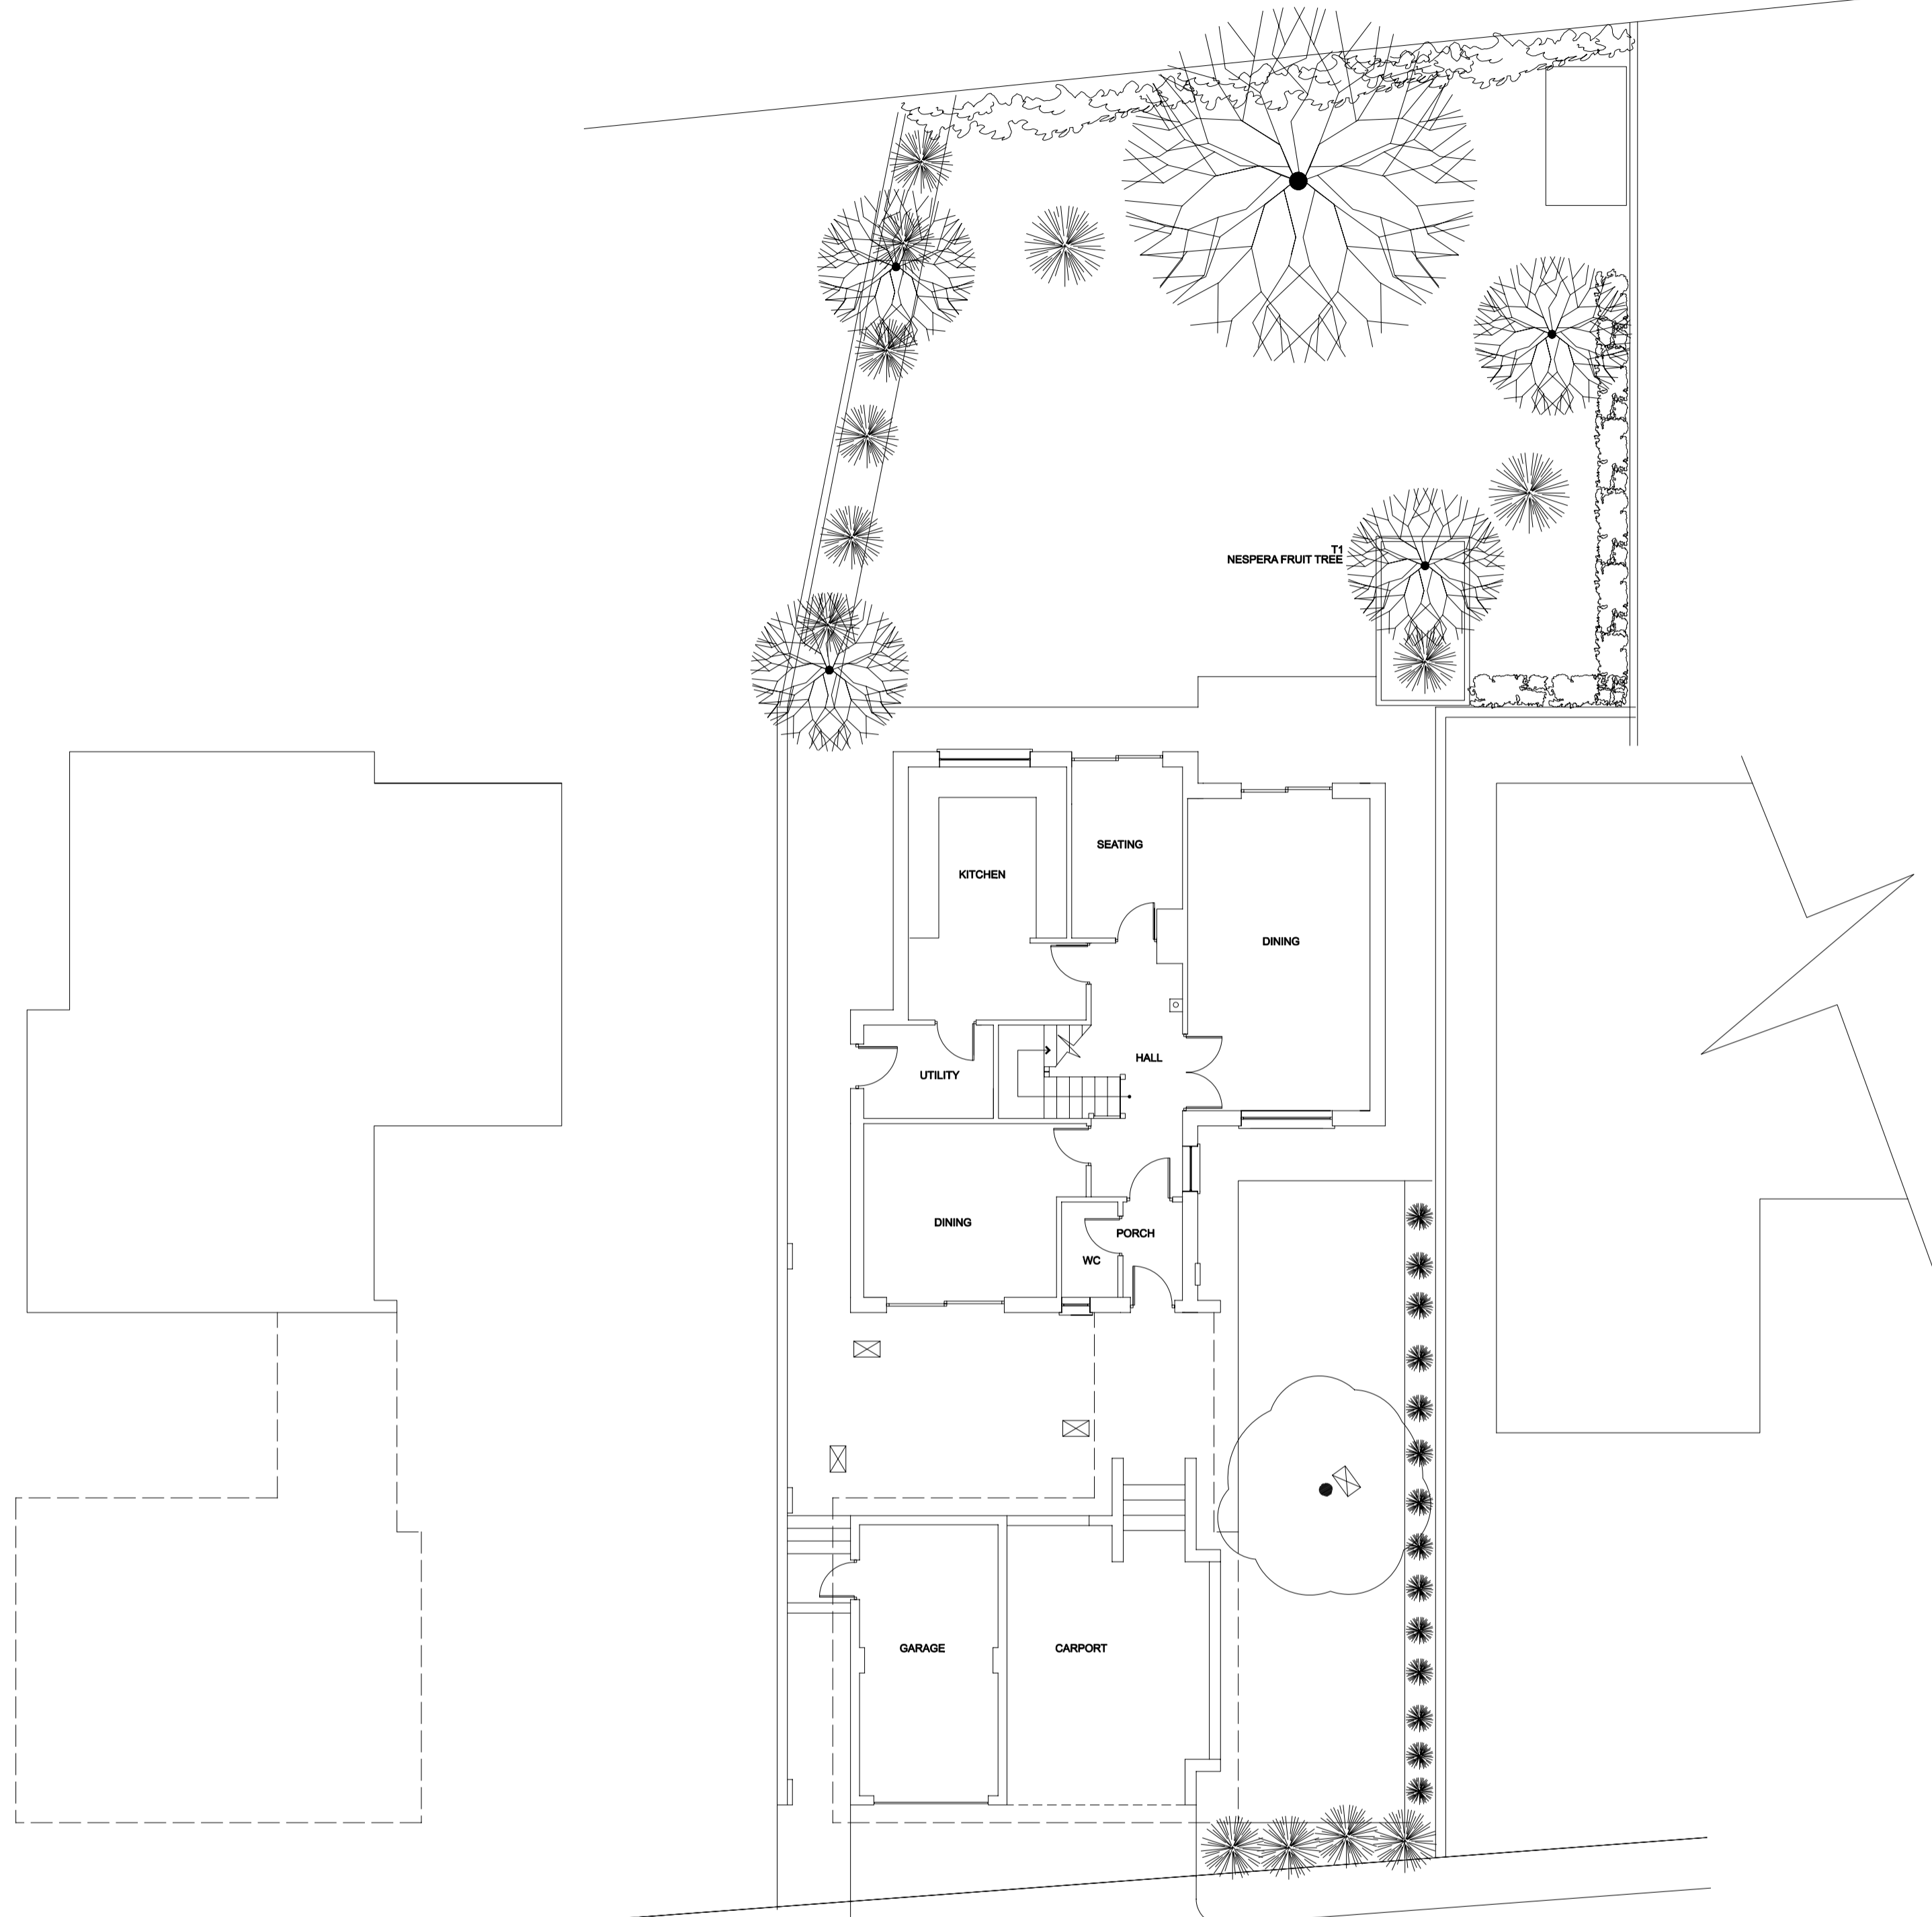 T1
NESPERA FRUIT TREE
SEATING
KITCHEN
DINING
HALL
UTILITY
DINING
PORCH
WC
GARAGE
CARPORT